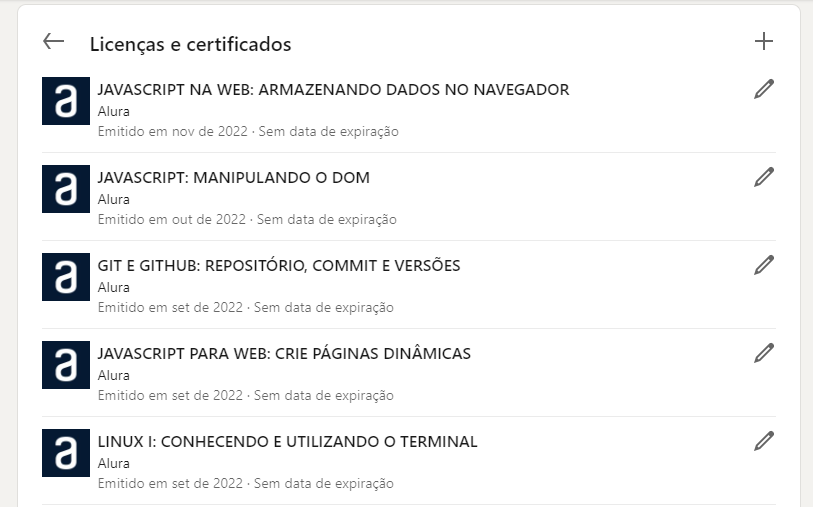 Licenças e certificados
a
JAVASCRIPT NA WEB: ARMAZENANDO DADOS NO NAVEGADOR
Alura
Emitido em nov de 2022 · Sem data de expiração
a
JAVASCRIPT: MANIPULANDO O DOM
Alura
Emitido em out de 2022 · Sem data de expiração
a
GIT E GITHUB: REPOSITÓRIO, COMMIT E VERSÕES
Alura
Emitido em set de 2022 · Sem data de expiração
a
JAVASCRIPT PARA WEB: CRIE PÁGINAS DINÂMICAS
Alura
Emitido em set de 2022 · Sem data de expiração
a
LINUX I: CONHECENDO E UTILIZANDO O TERMINAL
Alura
Emitido em set de 2022 · Sem data de expiração